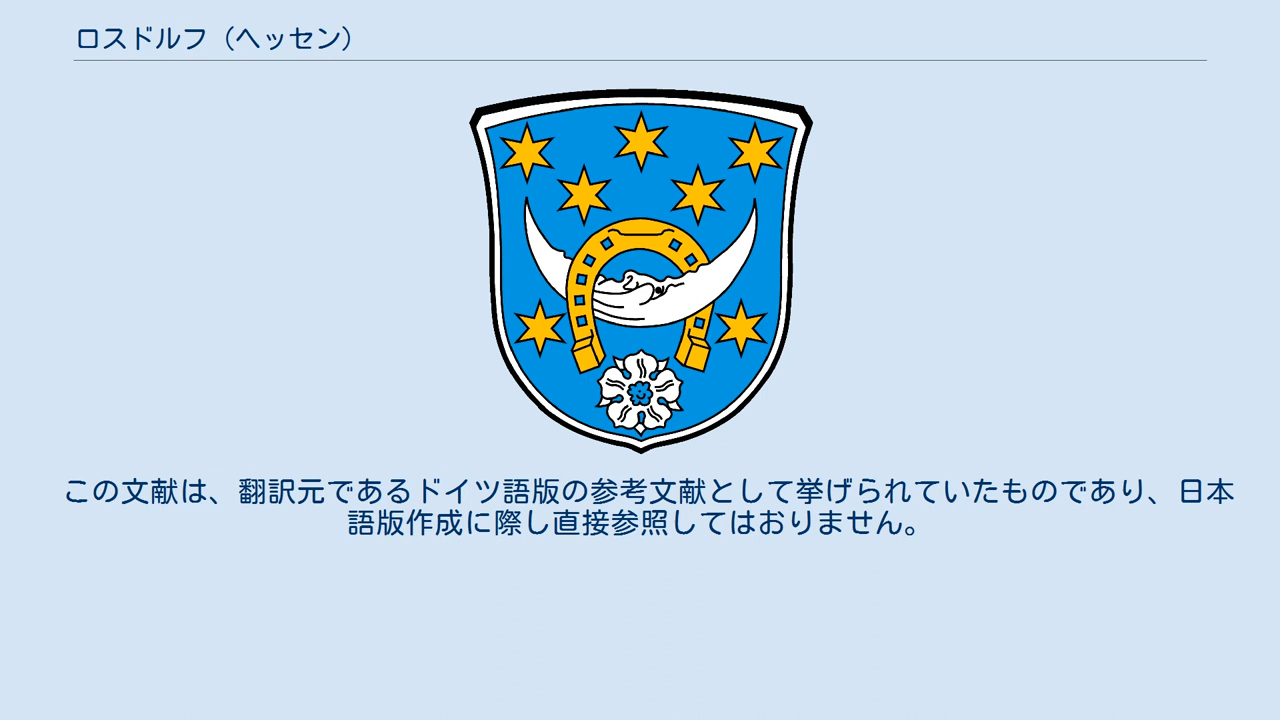 ロスドルフ（ヘッセン）
この文献は、翻訳元であるドイツ語版の参考文献として挙げられていたものであり、日本
語版作成に際し直接参照してはおりません。